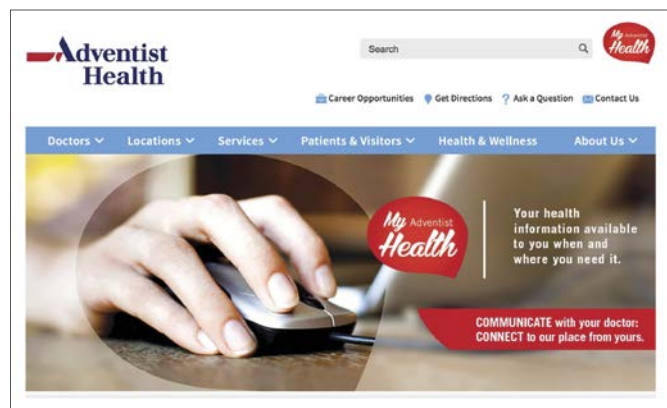 Adventist
Health
Search
My Adventist
Health
Career Opportunities Get Directions ? Ask a Question Contact Us
Doctors Locations Services Patients & Visitors Health & Wellness About Us
My Adventist
Health
Your health
information available
to you when and
where you need it.
COMMUNICATE with your doctor:
CONNECT to our place from yours.